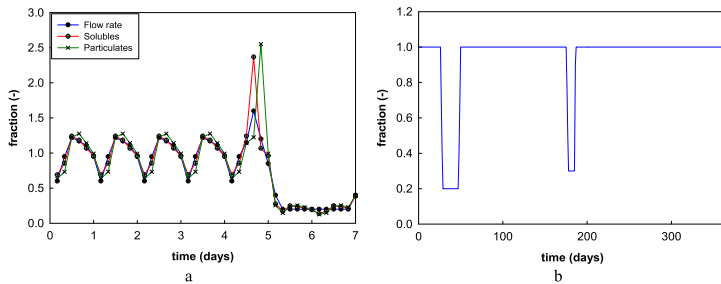 Flow rate
Solubles
Particulates
3.0
2.5
2.0
1.5
1.0
0.5
0.0
fraction (-)
0 1 2 3 4 5 6 7
time (days)
a
1.2
1.0
0.8
0.6
0.4
0.2
0.0
fraction (-)
0 100 200 300
time (days)
b